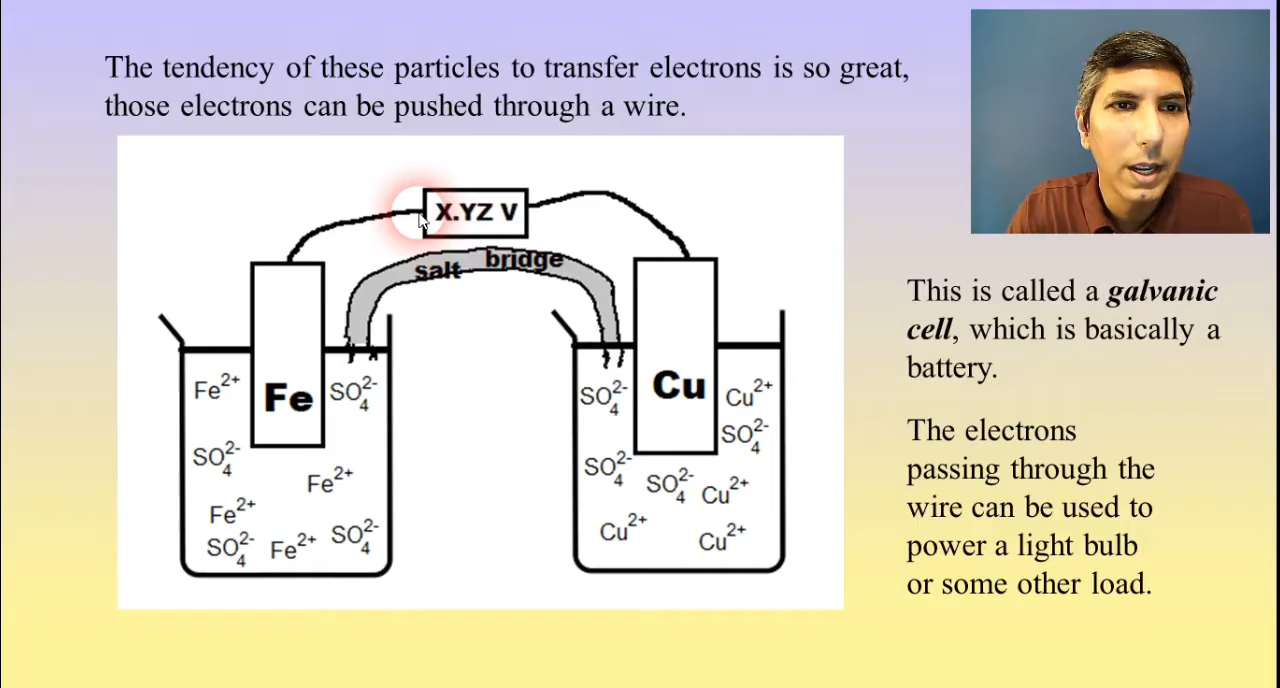 The tendency of these particles to transfer electrons is so great,
those electrons can be pushed through a wire.
X.YZ V
salt bridge
Fe
Fe2+
SO42-
SO42-
Fe2+
Fe2+
SO42-
Fe2+
SO42-
Cu
SO42-
Cu2+
SO42-
SO42-
SO42-
Cu2+
Cu2+
Cu2+
This is called a galvanic
cell, which is basically a
battery.
The electrons
passing through the
wire can be used to
power a light bulb
or some other load.